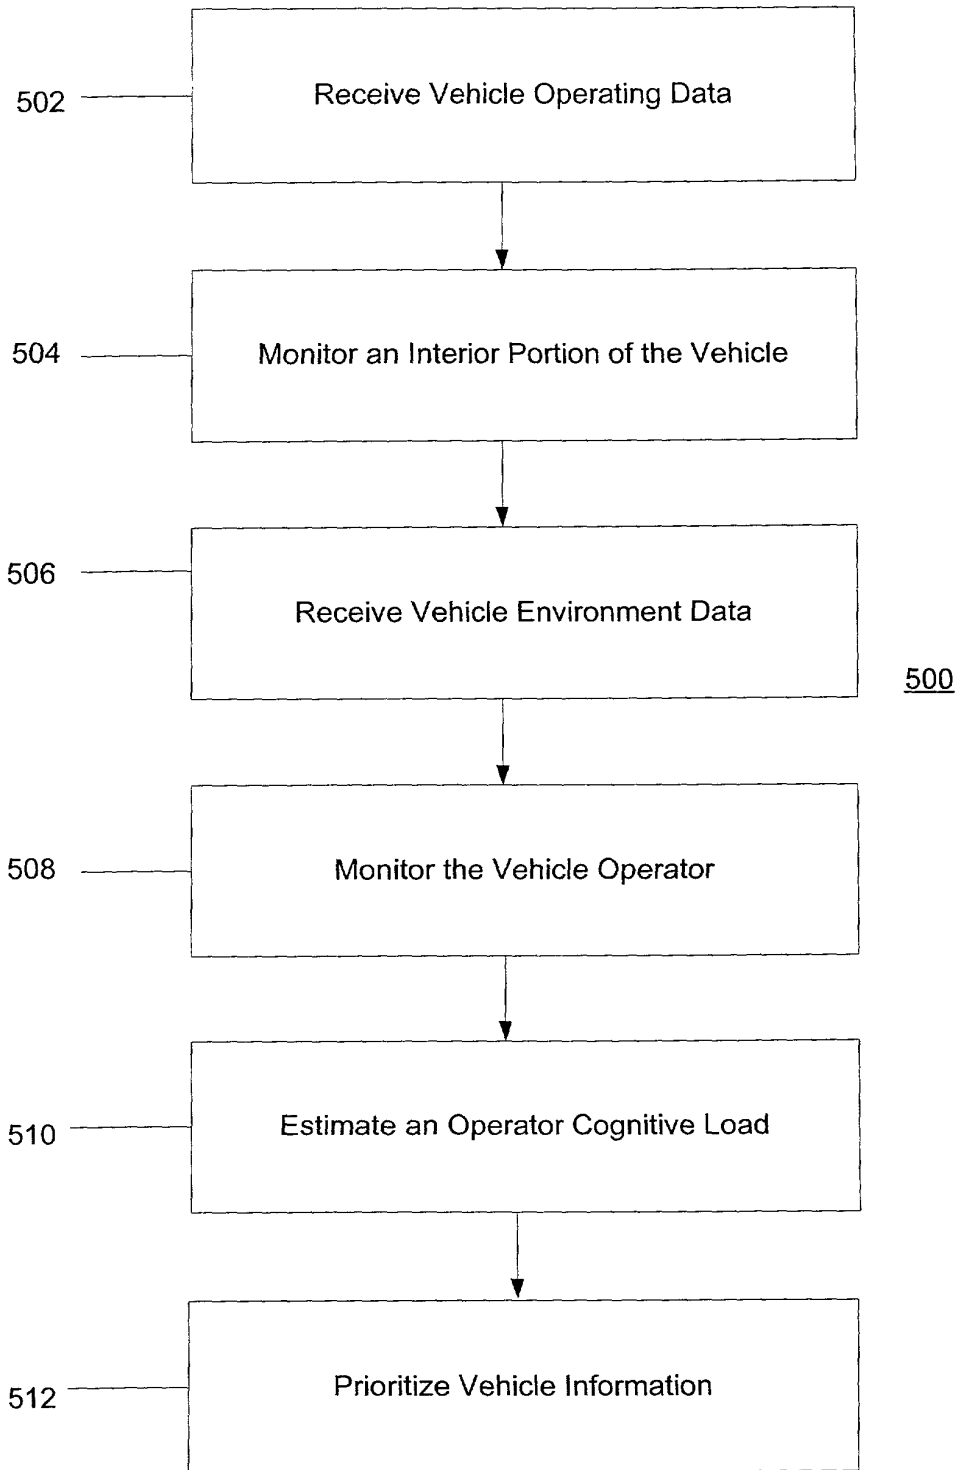 502 Receive Vehicle Operating Data
504 Monitor an Interior Portion of the Vehicle
506 Receive Vehicle Environment Data
500
508 Monitor the Vehicle Operator
510 Estimate an Operator Cognitive Load
512 Prioritize Vehicle Information